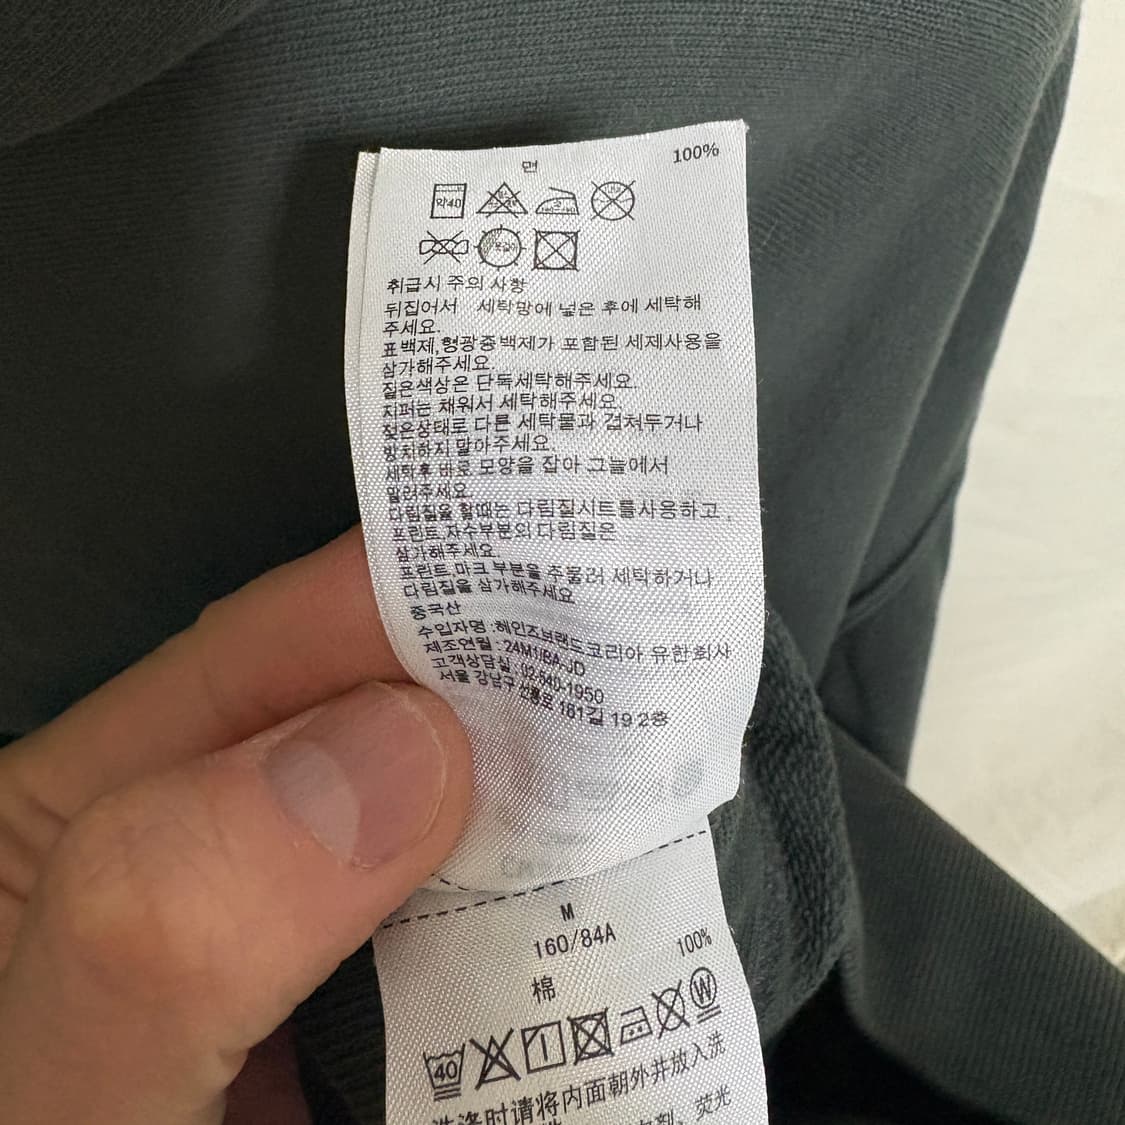 면 100%
약40
취급시 주의 사항
뒤집어서 세탁망에 넣은 후에 세탁해
주세요.
표백제,형광증백제가 포함된 세제사용을
삼가해주세요.
짙은색상은 단독세탁해주세요.
지퍼는 채워서 세탁해주세요.
젖은상태로 다른 세탁물과 겹쳐두거나
방치하지 말아주세요.
세탁후 바로 모양을 잡아 그늘에서
말려주세요.
다림질을 할때는 다림질시트를사용하고,
프린트,자수부분의다림질은
삼가해주세요.
프린트 마크 부분을 주물러 세탁하거나
다림질을 삼가해주세요
중국산
수입자명 :헤인즈브랜드코리아 유한회사
제조연월 : 24M1/BA-JD
고객상담실 : 02-540-1950
서울 강남구 선릉로 161길 19 2층
M
160/84A
棉 100%
40 W
洗涤时请将内面朝外并放入洗
剂、荧光